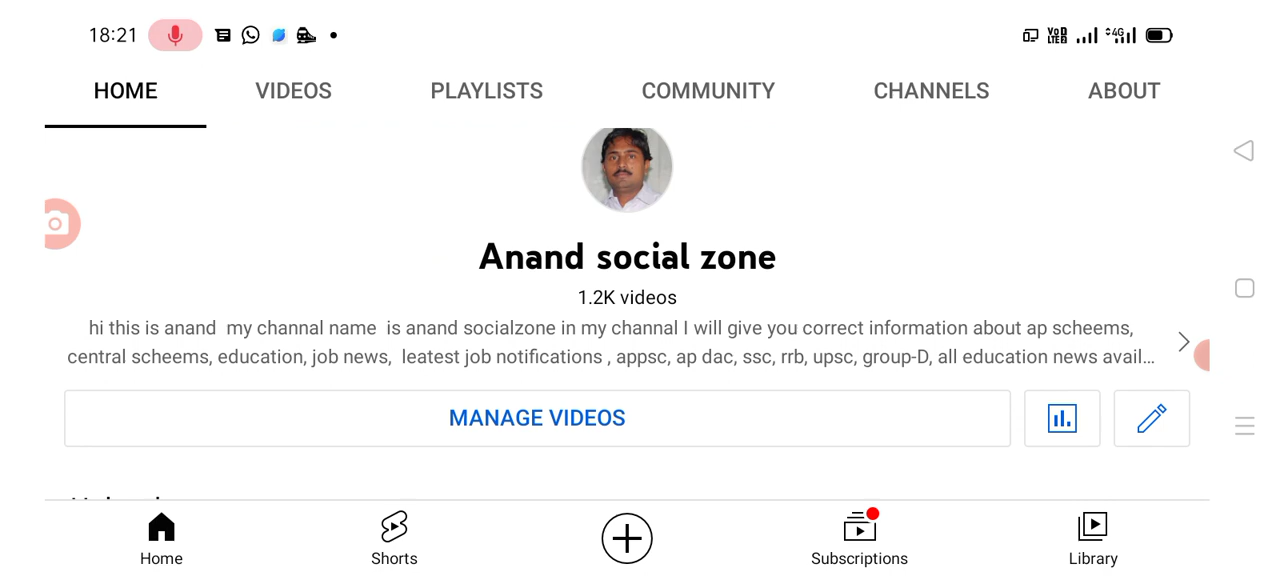 18:21
VoD LTE2 4G
HOME VIDEOS PLAYLISTS COMMUNITY CHANNELS ABOUT
Anand social zone
1.2K videos
hi this is anand  my channal name  is anand socialzone in my channal I will give you correct information about ap scheems,
central scheems, education, job news,  leatest job notifications , appsc, ap dac, ssc, rrb, upsc, group-D, all education news avail...
MANAGE VIDEOS
Home Shorts Subscriptions Library